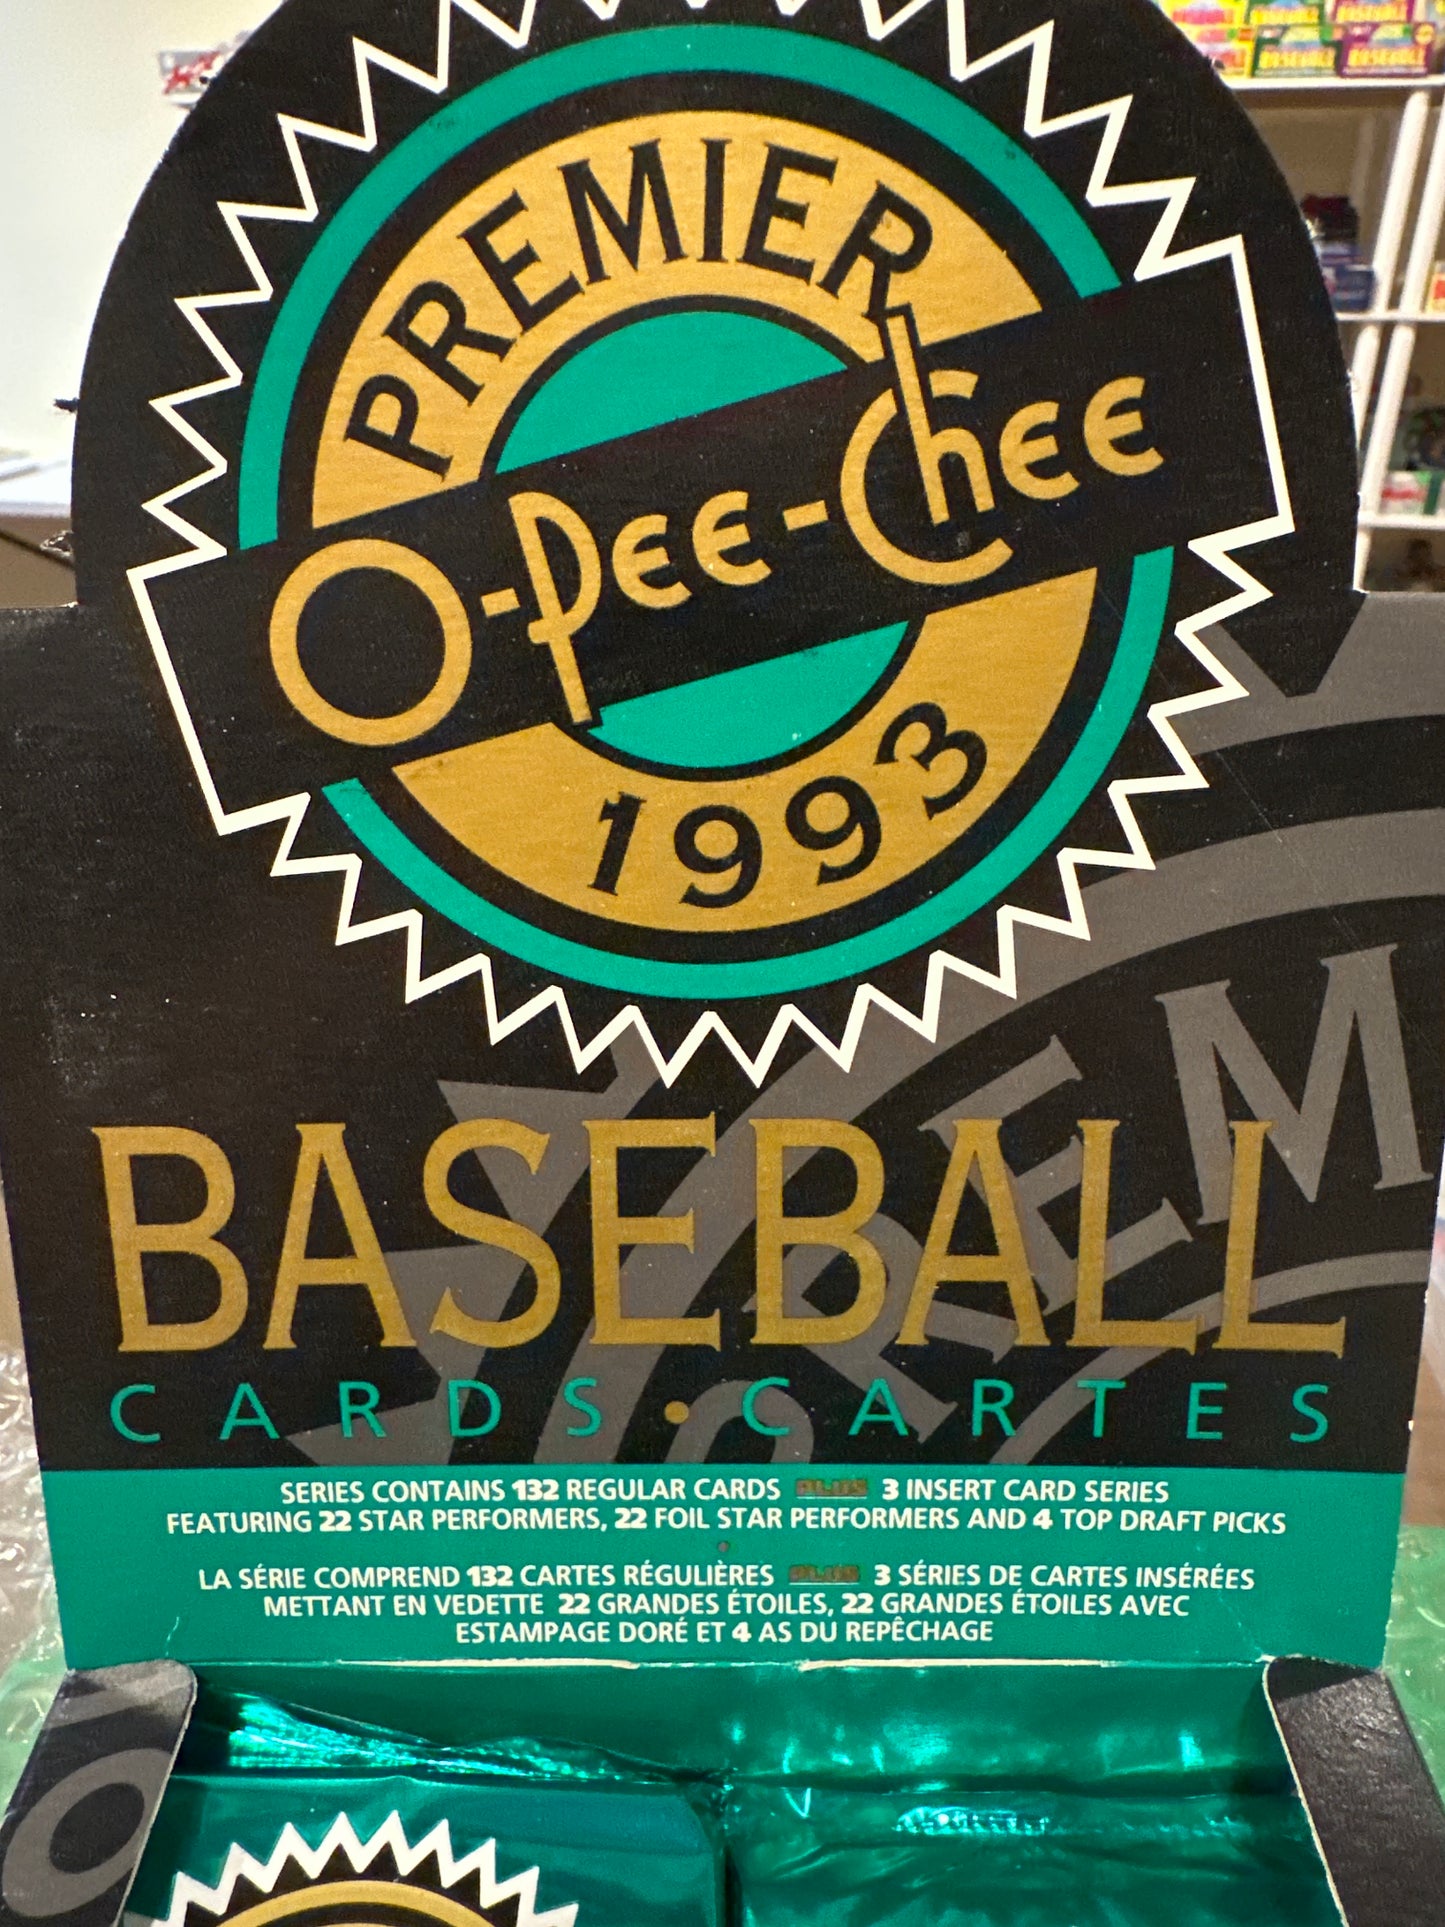 PREMIER
O-Pee-Chee
1993
BASEBALL
CARDS • CARTES
SERIES CONTAINS 132 REGULAR CARDS PLUS 3 INSERT CARD SERIES
FEATURING 22 STAR PERFORMERS, 22 FOIL STAR PERFORMERS AND 4 TOP DRAFT PICKS
•
LA SÉRIE COMPREND 132 CARTES RÉGULIÈRES PLUS 3 SÉRIES DE CARTES INSÉRÉES
METTANT EN VEDETTE 22 GRANDES ÉTOILES, 22 GRANDES ÉTOILES AVEC
ESTAMPAGE DORÉ ET 4 AS DU REPÊCHAGE